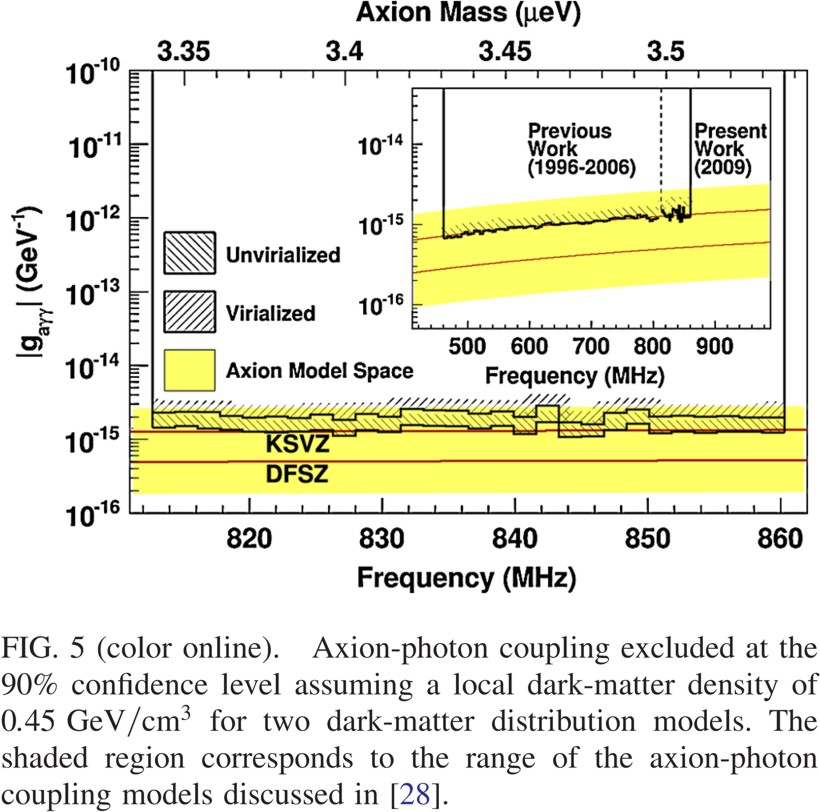 Axion Mass (μeV)
3.35 3.4 3.45 3.5
10⁻¹⁰
10⁻¹¹
10⁻¹²
10⁻¹³
10⁻¹⁴
10⁻¹⁵
10⁻¹⁶
|gaγγ| (GeV⁻¹)
Unvirialized
Virialized
Axion Model Space
KSVZ
DFSZ
10⁻¹⁴
10⁻¹⁵
10⁻¹⁶
Previous
Work
(1996-2006)
Present
Work
(2009)
500 600 700 800 900
Frequency (MHz)
820 830 840 850 860
Frequency (MHz)
FIG. 5 (color online). Axion-photon coupling excluded at the
90% confidence level assuming a local dark-matter density of
0.45 GeV/cm³ for two dark-matter distribution models. The
shaded region corresponds to the range of the axion-photon
coupling models discussed in [28].